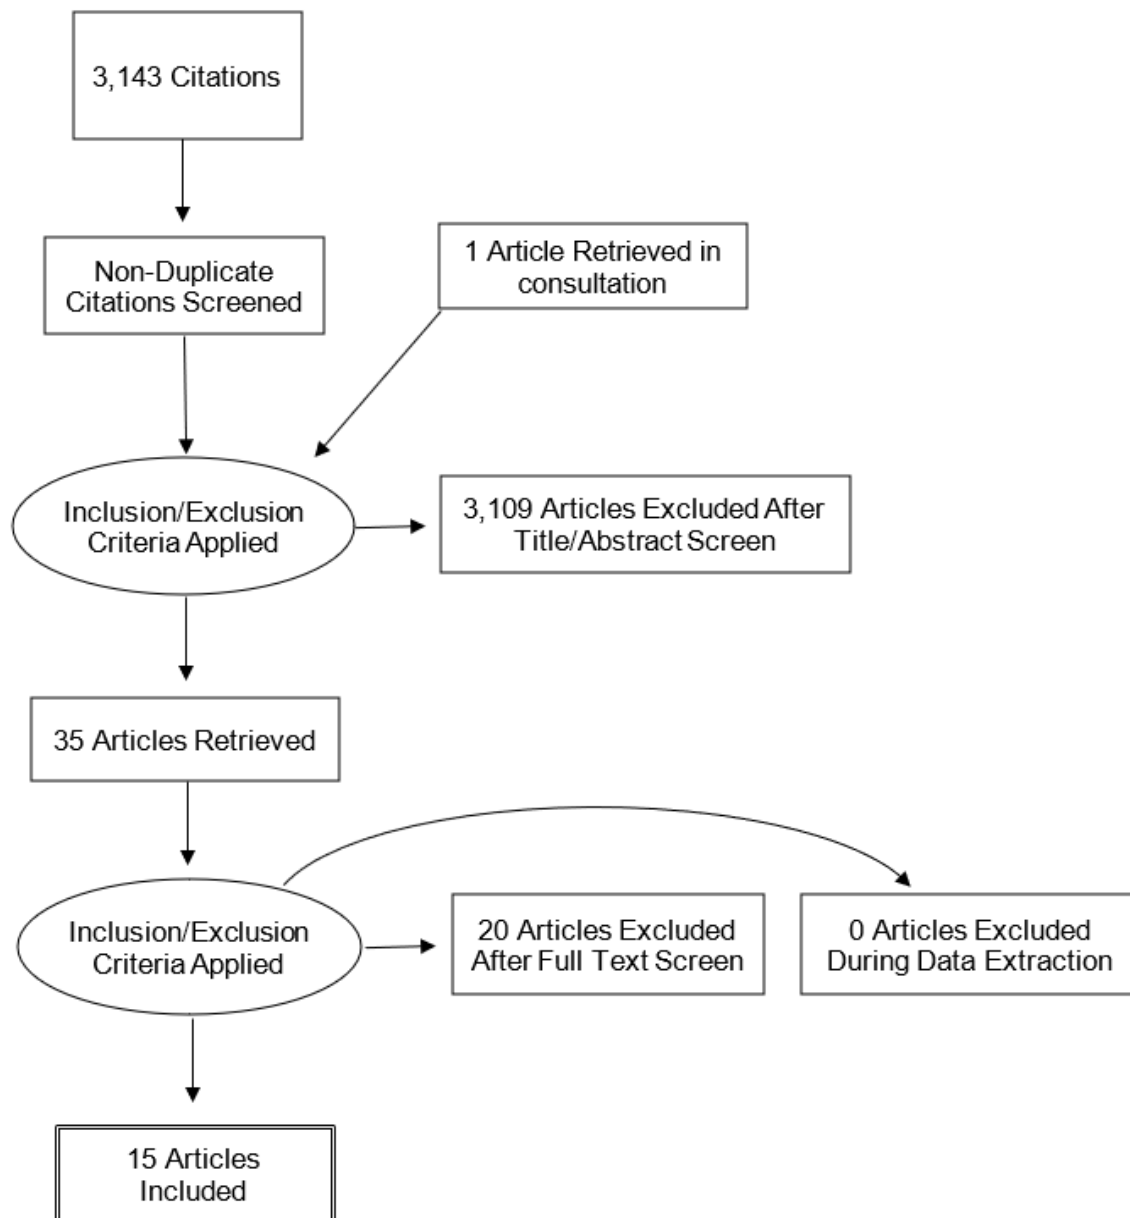 3,143 Citations
Non-Duplicate
Citations Screened
1 Article Retrieved in
consultation
Inclusion/Exclusion
Criteria Applied
3,109 Articles Excluded After
Title/Abstract Screen
35 Articles Retrieved
Inclusion/Exclusion
Criteria Applied
20 Articles Excluded
After Full Text Screen
0 Articles Excluded
During Data Extraction
15 Articles
Included